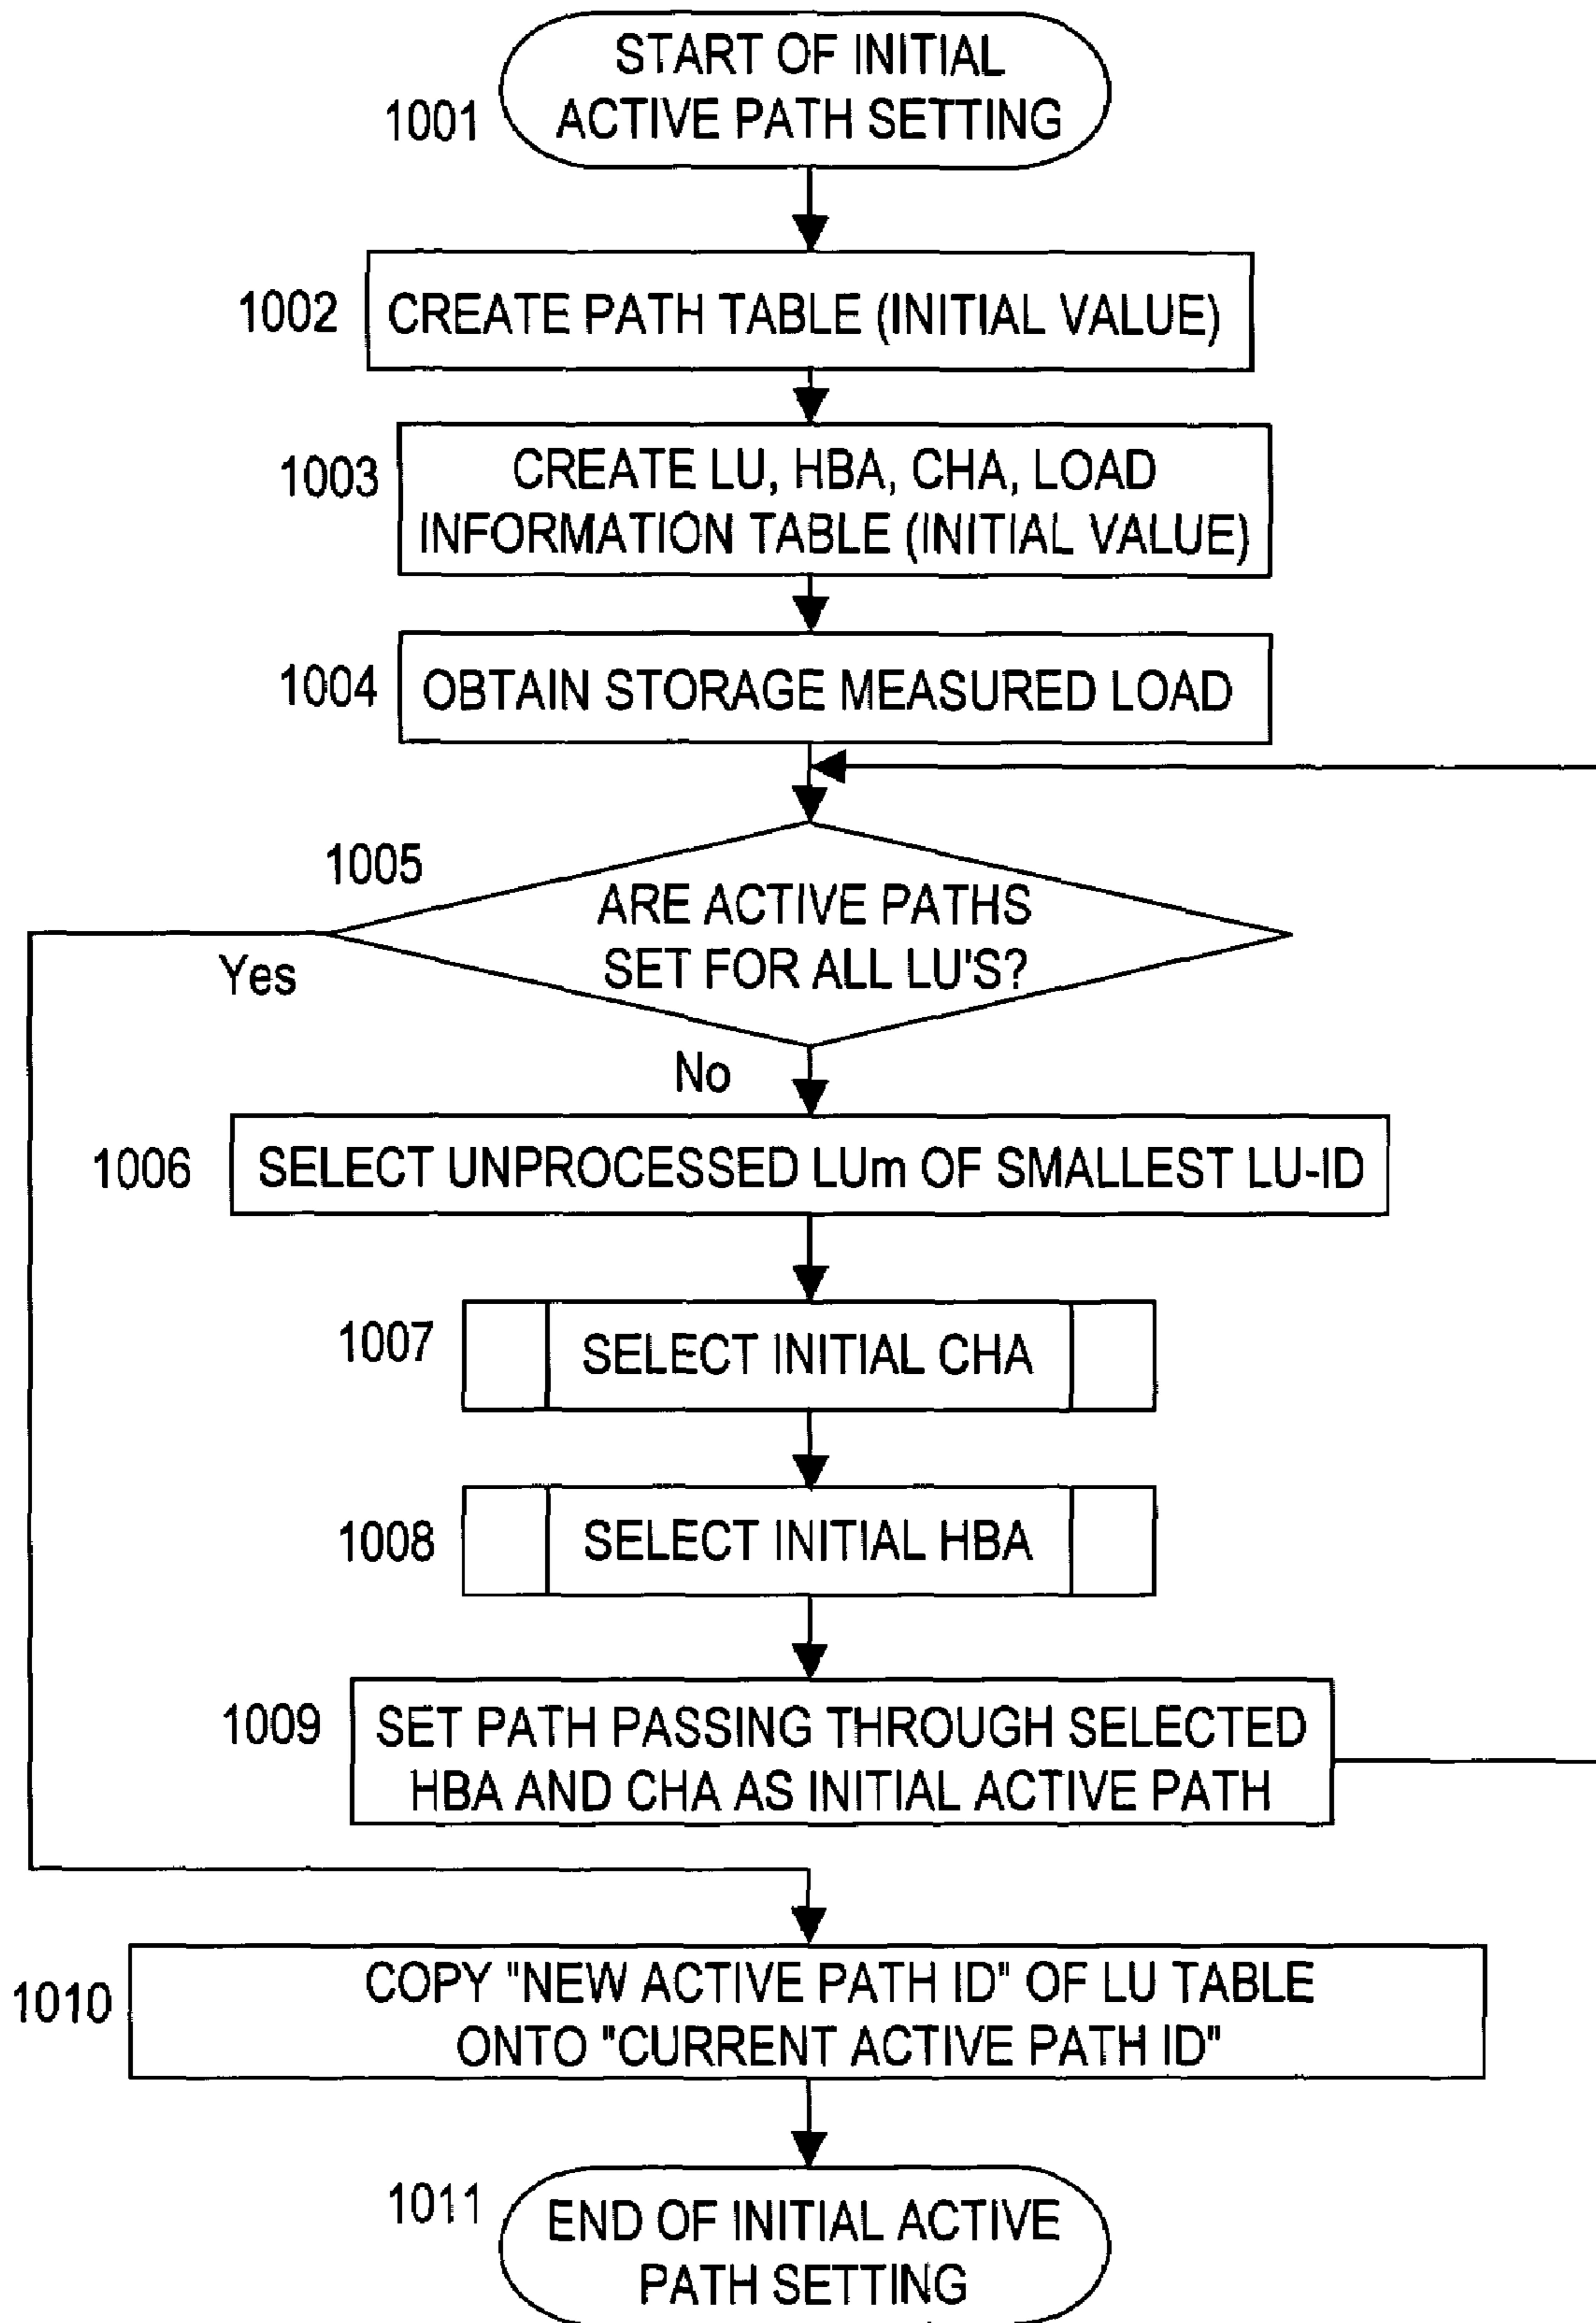 START OF INITIAL
ACTIVE PATH SETTING
1001
1002
CREATE PATH TABLE (INITIAL VALUE)
1003
CREATE LU, HBA, CHA, LOAD
INFORMATION TABLE (INITIAL VALUE)
1004
OBTAIN STORAGE MEASURED LOAD
1005
ARE ACTIVE PATHS
SET FOR ALL LU'S?
Yes
No
1006
SELECT UNPROCESSED LUm OF SMALLEST LU-ID
1007
SELECT INITIAL CHA
1008
SELECT INITIAL HBA
1009
SET PATH PASSING THROUGH SELECTED
HBA AND CHA AS INITIAL ACTIVE PATH
1010
COPY "NEW ACTIVE PATH ID" OF LU TABLE
ONTO "CURRENT ACTIVE PATH ID"
1011
END OF INITIAL ACTIVE
PATH SETTING